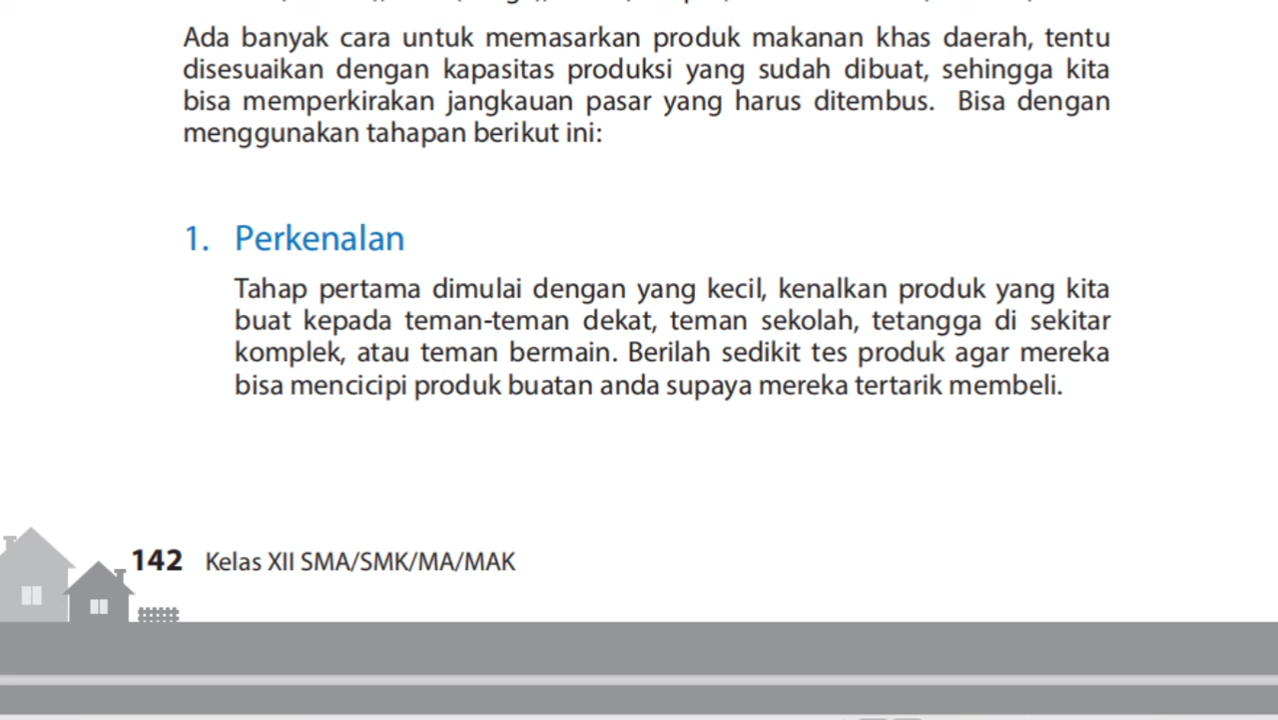 Ada banyak cara untuk memasarkan produk makanan khas daerah, tentu
disesuaikan dengan kapasitas produksi yang sudah dibuat, sehingga kita
bisa memperkirakan jangkauan pasar yang harus ditembus. Bisa dengan
menggunakan tahapan berikut ini:
1. Perkenalan
Tahap pertama dimulai dengan yang kecil, kenalkan produk yang kita
buat kepada teman-teman dekat, teman sekolah, tetangga di sekitar
komplek, atau teman bermain. Berilah sedikit tes produk agar mereka
bisa mencicipi produk buatan anda supaya mereka tertarik membeli.
142 Kelas XII SMA/SMK/MA/MAK